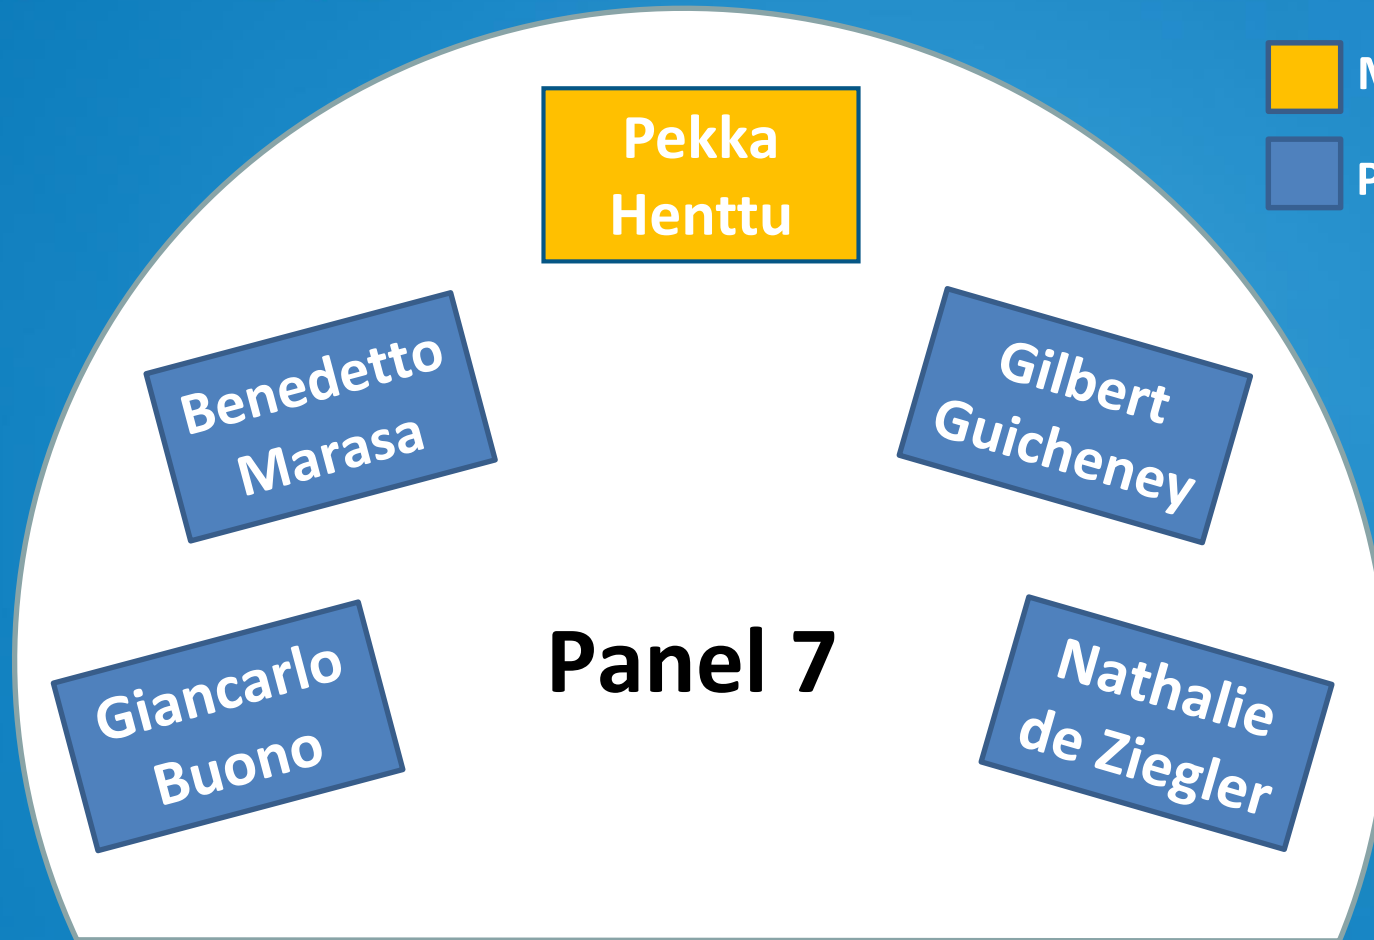 Pekka
Henttu
Benedetto
Marasa
Gilbert
Guicheney
Giancarlo
Buono
Panel 7
Nathalie
de Ziegler